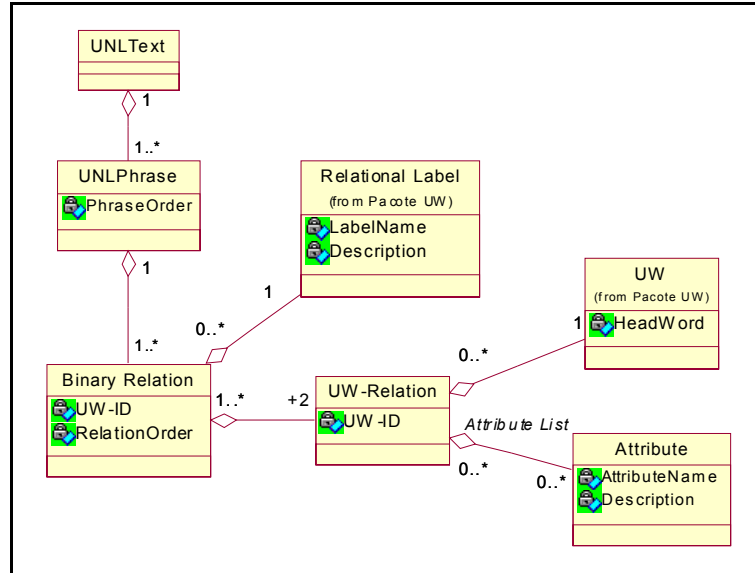 UNLText
1
1..*
UNLPhrase
PhraseOrder
1
1..*
Relational Label
(from Pacote UW)
LabelName
Description
1
0..*
UW
(from Pacote UW)
HeadWord
1
0..*
Binary Relation
UW-ID
RelationOrder
1..*
+2
UW-Relation
UW-ID
Attribute List
0..*
0..*
Attribute
AttributeName
Description